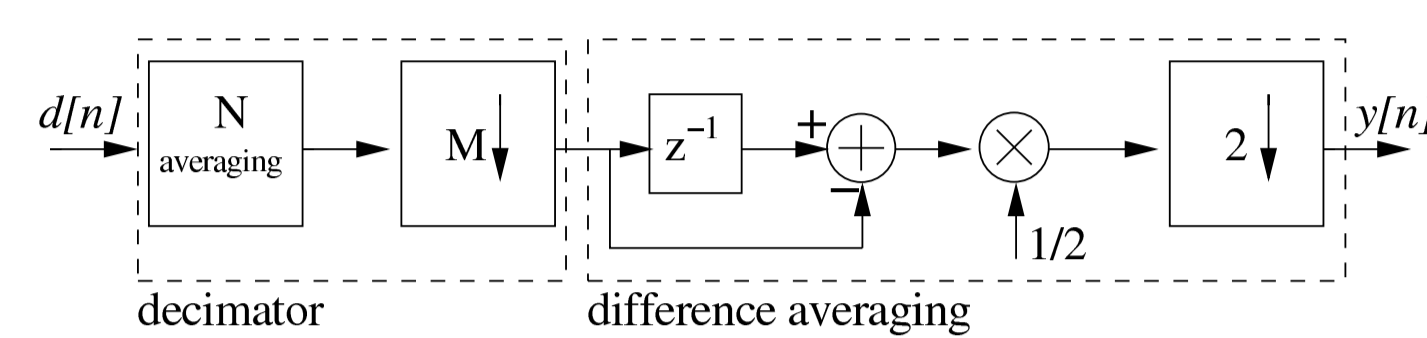 d[n]
N
averaging
M
z⁻¹
+
−
1/2
2
y[n]
decimator
difference averaging